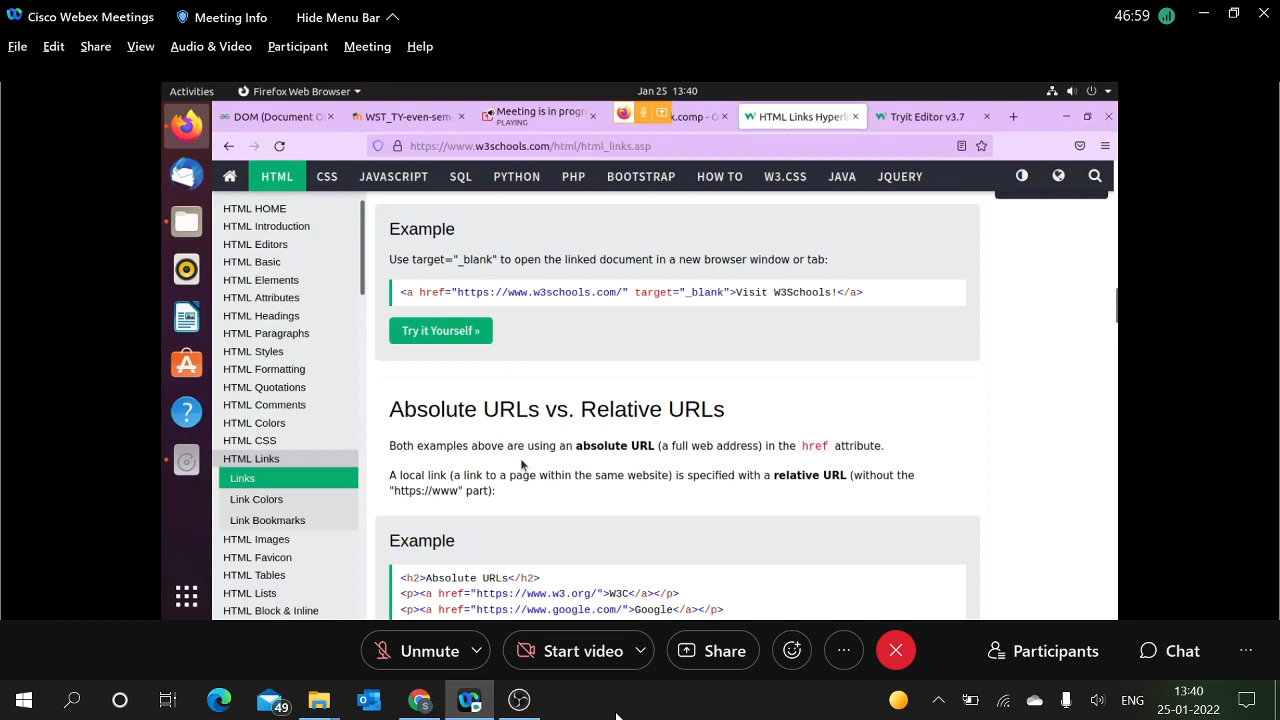 Cisco Webex Meetings
Meeting Info
Hide Menu Bar
46:59
File
Edit
Share
View
Audio & Video
Participant
Meeting
Help
Activities
Firefox Web Browser
Jan 25 13:40
DOM (Document O
WST_TY-even-sem-
Meeting is in progre
PLAYING
k.comp - G
HTML Links Hyperlin
Tryit Editor v3.7
https://www.w3schools.com/html/html_links.asp
HTML
CSS
JAVASCRIPT
SQL
PYTHON
PHP
BOOTSTRAP
HOW TO
W3.CSS
JAVA
JQUERY
HTML HOME
HTML Introduction
HTML Editors
HTML Basic
HTML Elements
HTML Attributes
HTML Headings
HTML Paragraphs
HTML Styles
HTML Formatting
HTML Quotations
HTML Comments
HTML Colors
HTML CSS
HTML Links
Links
Link Colors
Link Bookmarks
HTML Images
HTML Favicon
HTML Tables
HTML Lists
HTML Block & Inline
Example
Use target="_blank" to open the linked document in a new browser window or tab:
<a href="https://www.w3schools.com/" target="_blank">Visit W3Schools!</a>
Try it Yourself »
Absolute URLs vs. Relative URLs
Both examples above are using an absolute URL (a full web address) in the href attribute.
A local link (a link to a page within the same website) is specified with a relative URL (without the
"https://www" part):
Example
<h2>Absolute URLs</h2>
<p><a href="https://www.w3.org/">W3C</a></p>
<p><a href="https://www.google.com/">Google</a></p>
Unmute
Start video
Share
Participants
Chat
49
ENG
13:40
25-01-2022